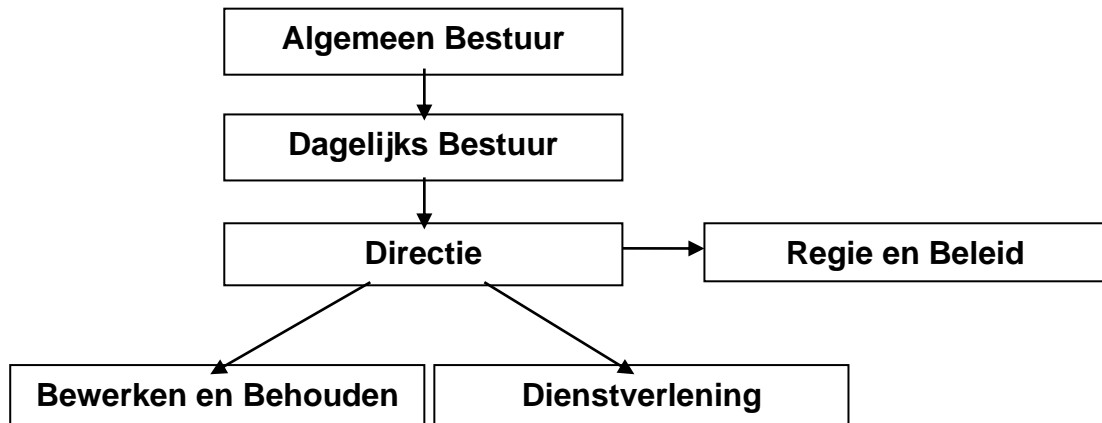 Algemeen Bestuur
Dagelijks Bestuur
Directie
Regie en Beleid
Bewerken en Behouden
Dienstverlening